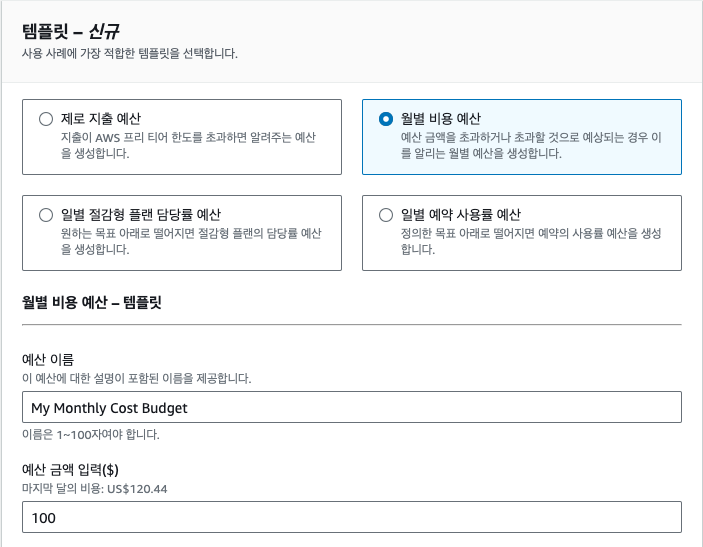 템플릿 – 신규
사용 사례에 가장 적합한 템플릿을 선택합니다.
제로 지출 예산
지출이 AWS 프리 티어 한도를 초과하면 알려주는 예산
을 생성합니다.
월별 비용 예산
예산 금액을 초과하거나 초과할 것으로 예상되는 경우 이
를 알리는 월별 예산을 생성합니다.
일별 절감형 플랜 담당률 예산
원하는 목표 아래로 떨어지면 절감형 플랜의 담당률 예산
을 생성합니다.
일별 예약 사용률 예산
정의한 목표 아래로 떨어지면 예약의 사용률 예산을 생성
합니다.
월별 비용 예산 – 템플릿
예산 이름
이 예산에 대한 설명이 포함된 이름을 제공합니다.
My Monthly Cost Budget
이름은 1~100자여야 합니다.
예산 금액 입력($)
마지막 달의 비용: US$120.44
100